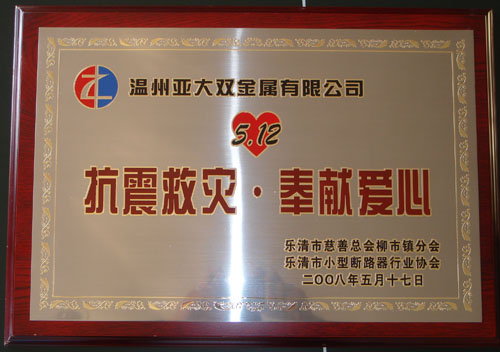 温州亚大双金属有限公司
5.12
抗震救灾·奉献爱心
乐清市慈善总会柳市镇分会
乐清市小型断路器行业协会
二OO八年五月十七日